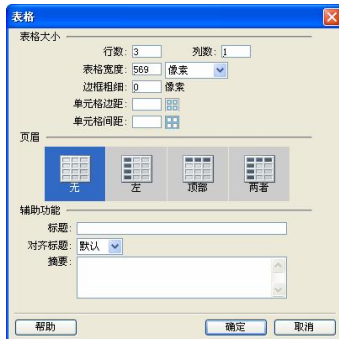 表格
表格大小
行数: 3 列数: 1
表格宽度: 569 像素
边框粗细: 0 像素
单元格边距:
单元格间距:
页眉
无 左 顶部 两者
辅助功能
标题:
对齐标题: 默认
摘要:
帮助 确定 取消